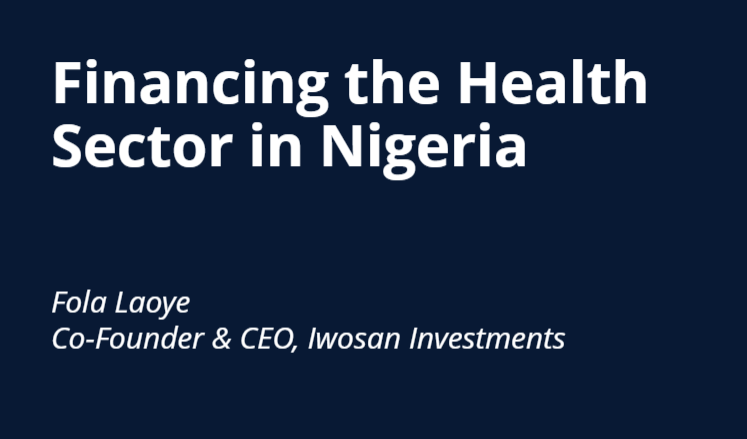 Financing the Health
Sector in Nigeria
Fola Laoye
Co-Founder & CEO, Iwosan Investments